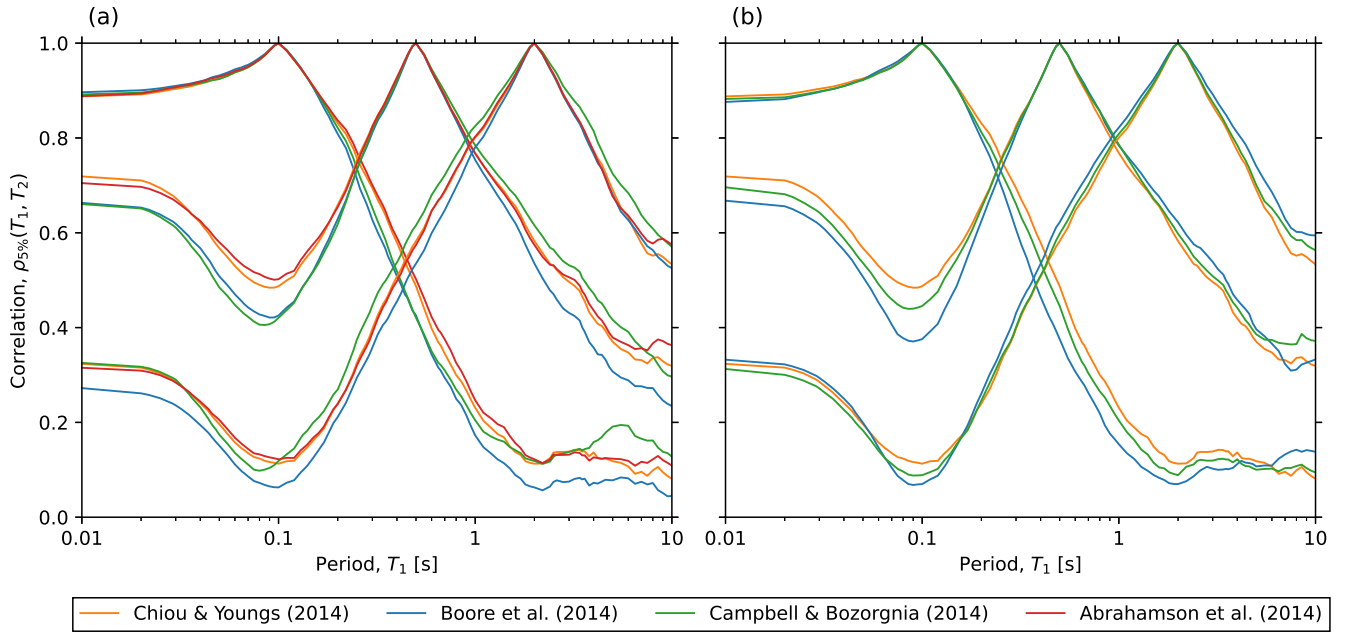 (a)
(b)
1.0
0.8
0.6
0.4
0.2
0.0
Correlation, ρ5%(T1, T2)
0.01 0.1 1 10
0.01 0.1 1 10
Period, T1 [s]
Period, T1 [s]
Chiou & Youngs (2014) Boore et al. (2014) Campbell & Bozorgnia (2014) Abrahamson et al. (2014)